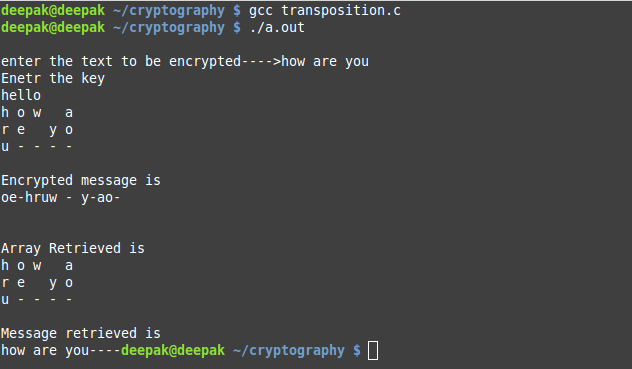 deepak@deepak ~/cryptography $ gcc transposition.c
deepak@deepak ~/cryptography $ ./a.out
enter the text to be encrypted---->how are you
Enetr the key
hello
h o w   a
r e   y o
u - - - -
Encrypted message is
oe-hruw - y-ao-
Array Retrieved is
h o w   a
r e   y o
u - - - -
Message retrieved is
how are you----deepak@deepak ~/cryptography $